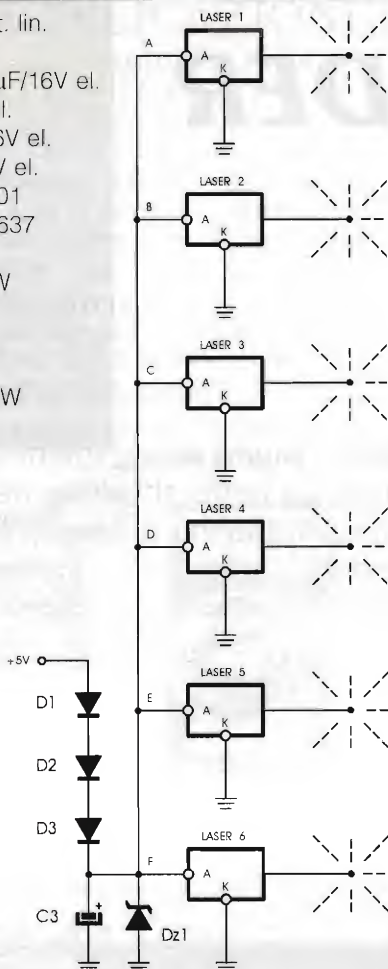 t. lin.
µF/16V el.
el.
6V el.
V el.
01
637
W
W
LASER 1
A
A
K
LASER 2
B
A
K
LASER 3
C
A
K
LASER 4
D
A
K
LASER 5
E
A
K
LASER 6
F
A
K
+5V
D1
D2
D3
C3
+
Dz1